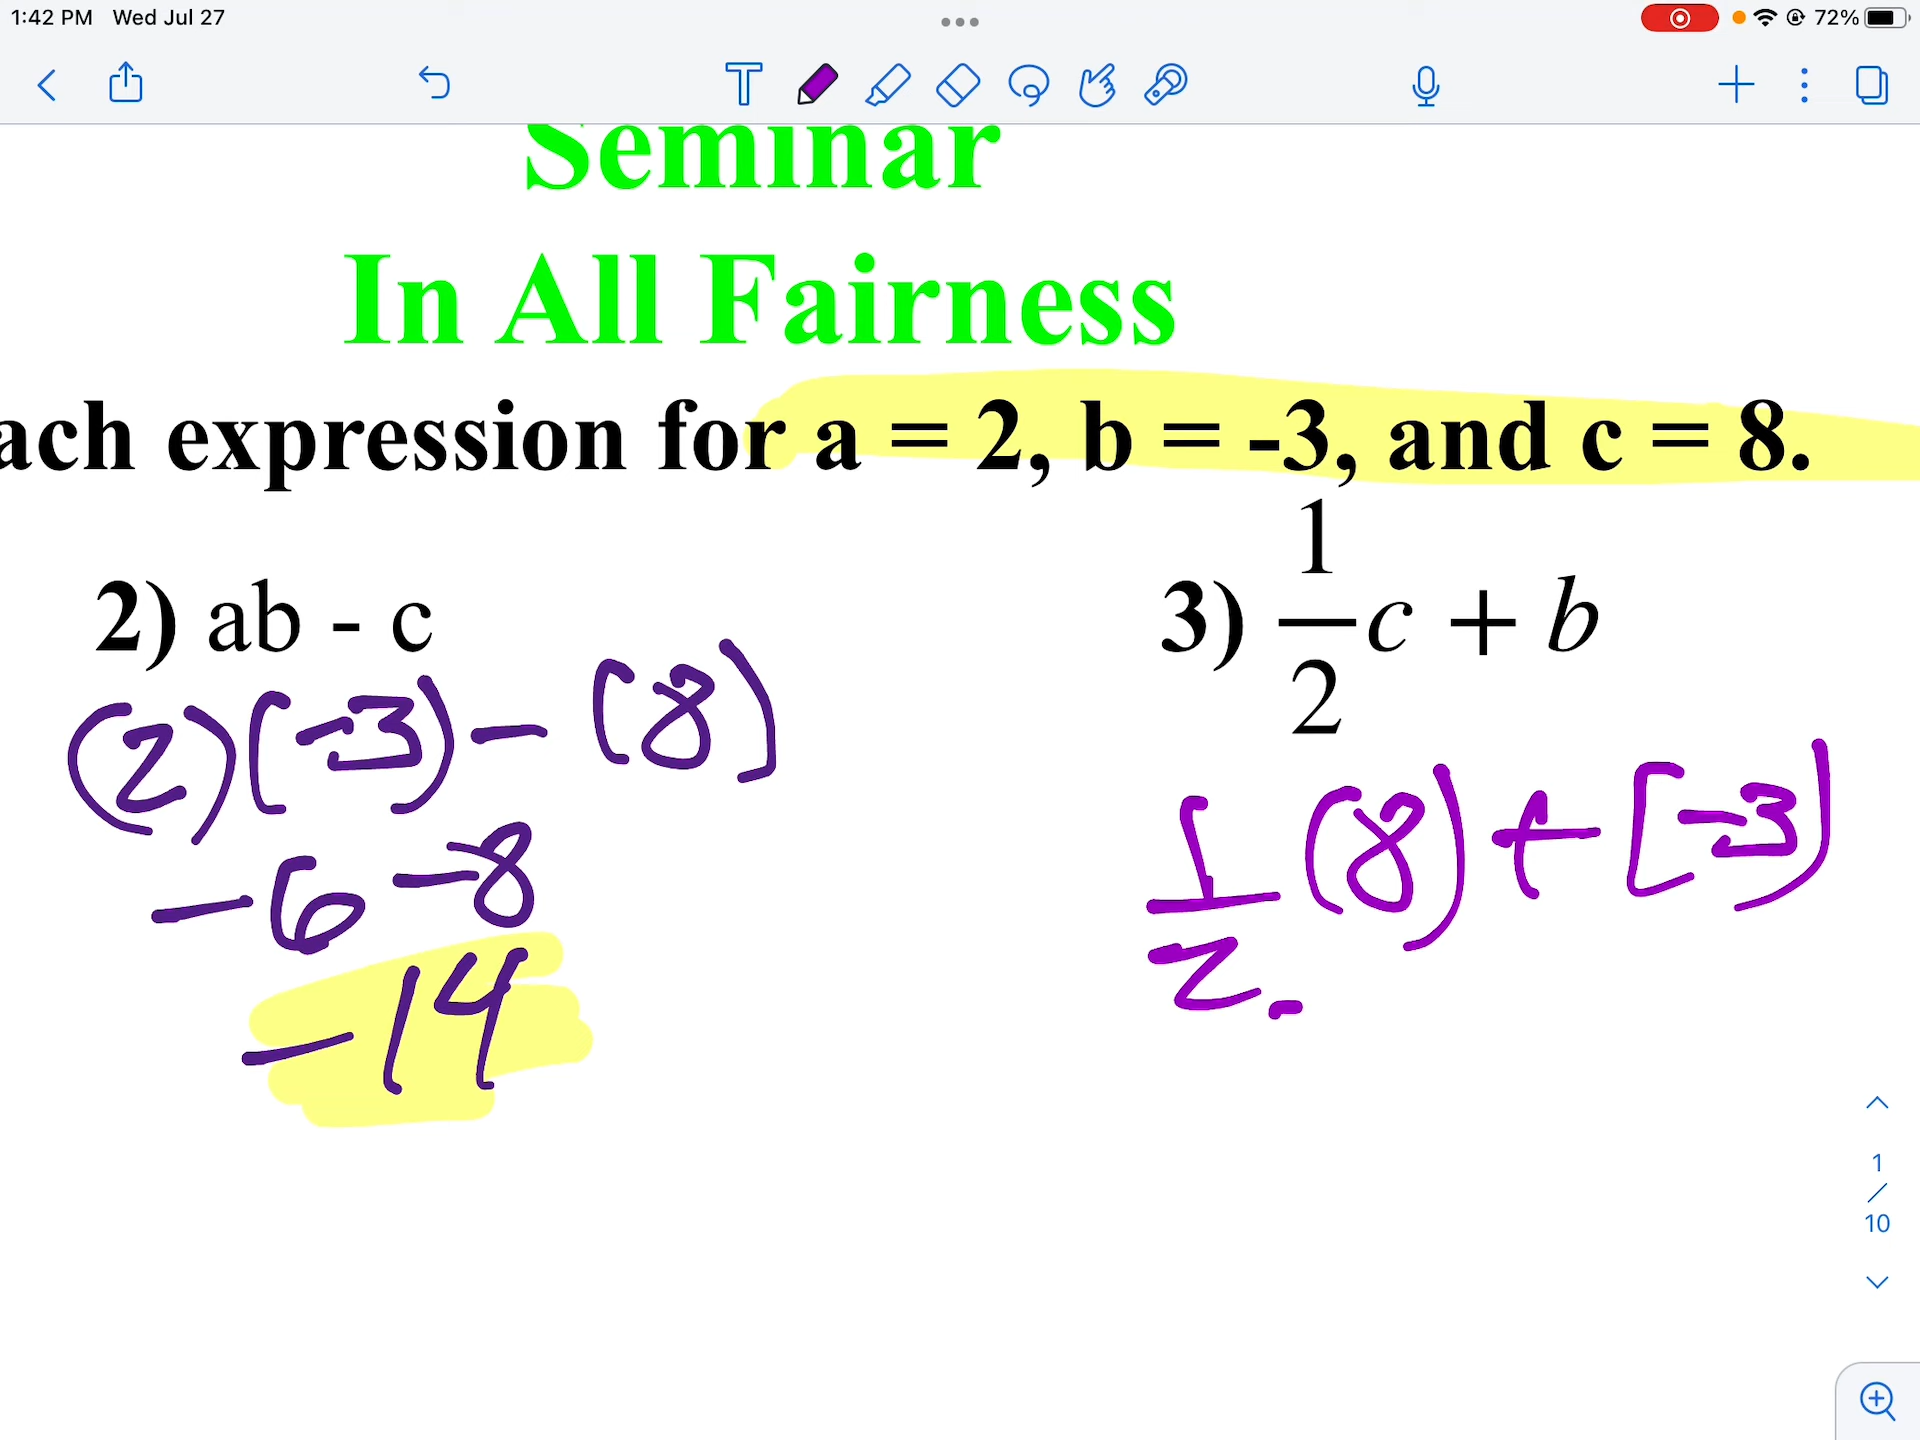 1:42 PM Wed Jul 27
72%
Seminar
In All Fairness
ach expression for a = 2, b = -3, and c = 8.
2) ab - c
(2)(-3) - (8)
-6 -8
-14
3) 1/2 c + b
1/2 (8) + (-3)
1
/
10